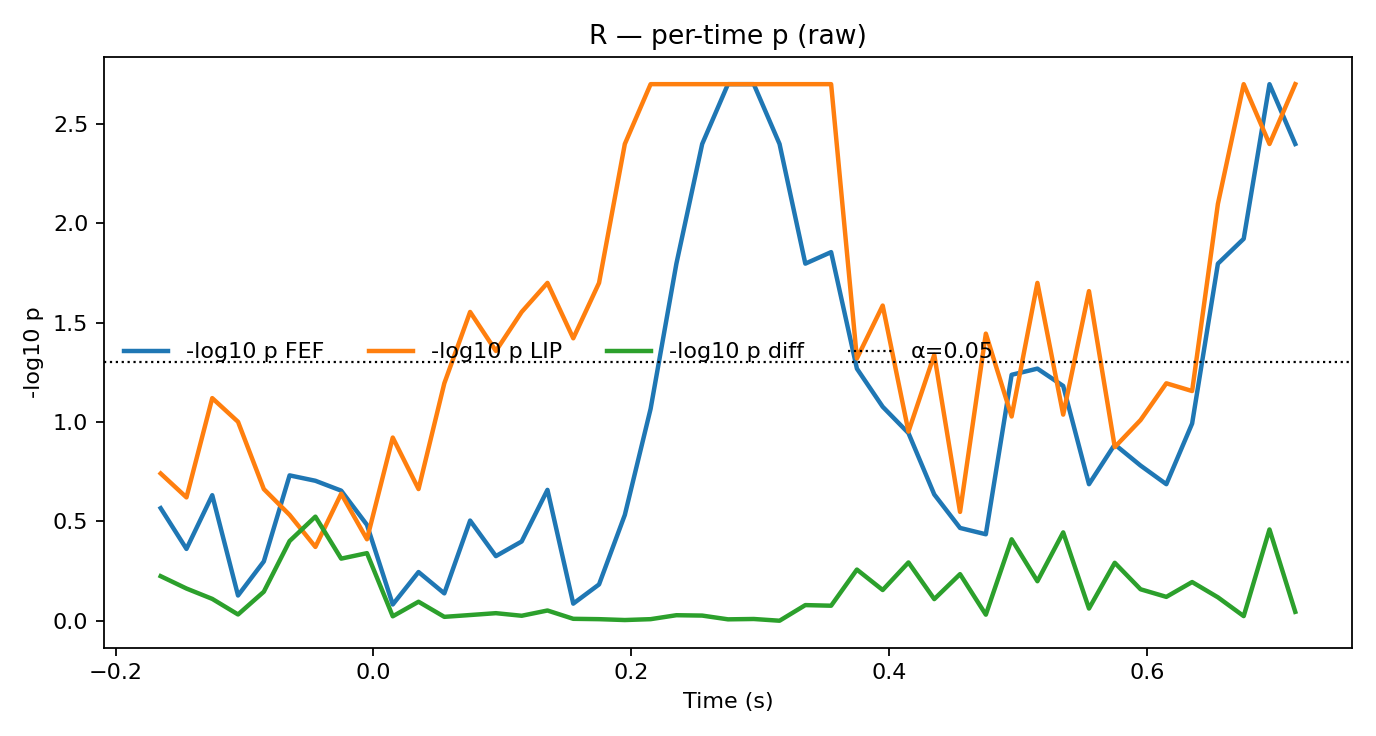 R — per-time p (raw)
-log10 p
2.5
2.0
1.5
1.0
0.5
0.0
-log10 p FEF -log10 p LIP -log10 p diff α=0.05
−0.2 0.0 0.2 0.4 0.6
Time (s)